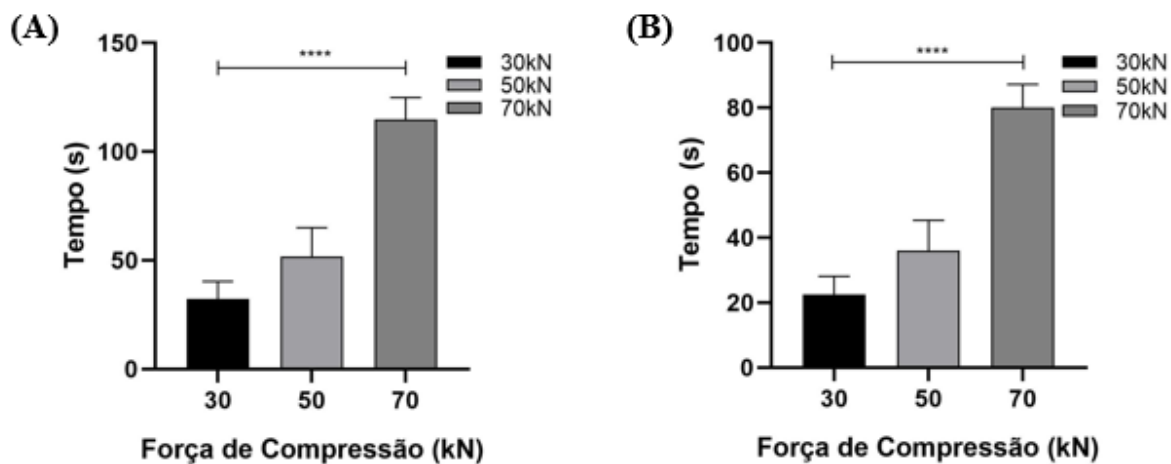 (A)
Tempo (s)
150
100
50
0
****
30kN
50kN
70kN
30 50 70
Força de Compressão (kN)
(B)
Tempo (s)
100
80
60
40
20
0
****
30kN
50kN
70kN
30 50 70
Força de Compressão (kN)